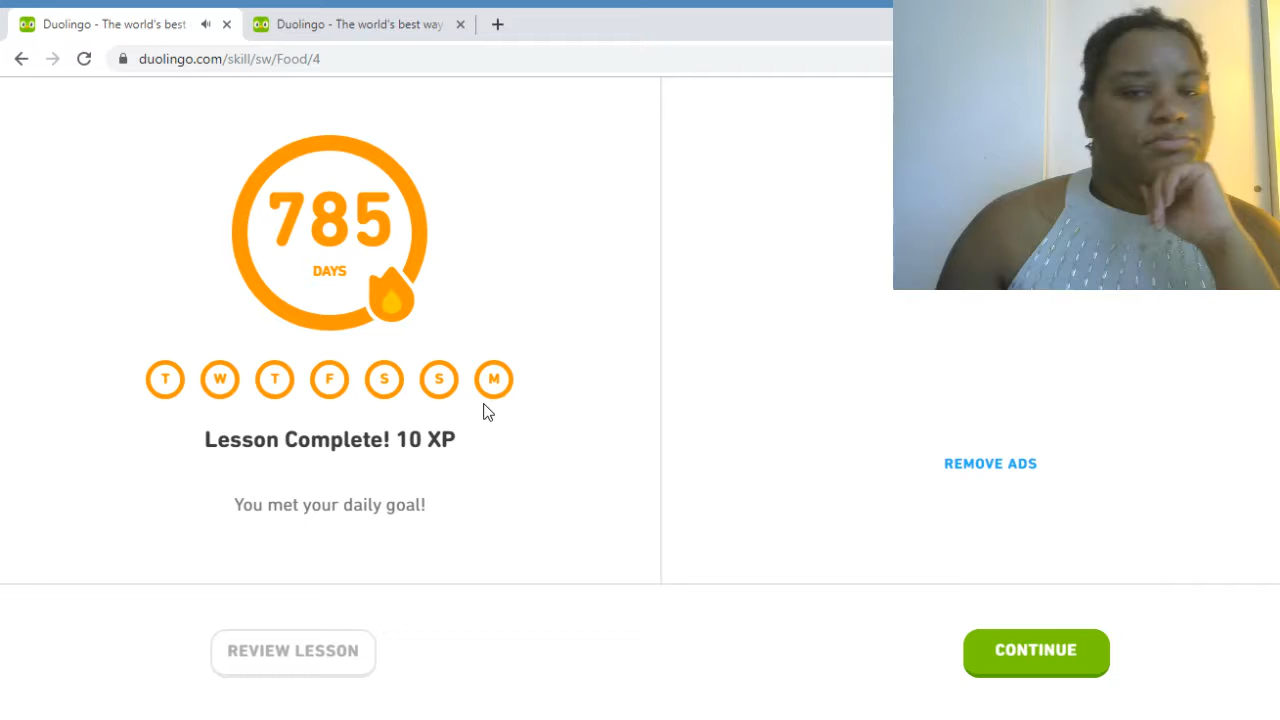 Duolingo - The world's best
Duolingo - The world's best way
duolingo.com/skill/sw/Food/4
785
DAYS
T W T F S S M
Lesson Complete! 10 XP
You met your daily goal!
REMOVE ADS
REVIEW LESSON
CONTINUE